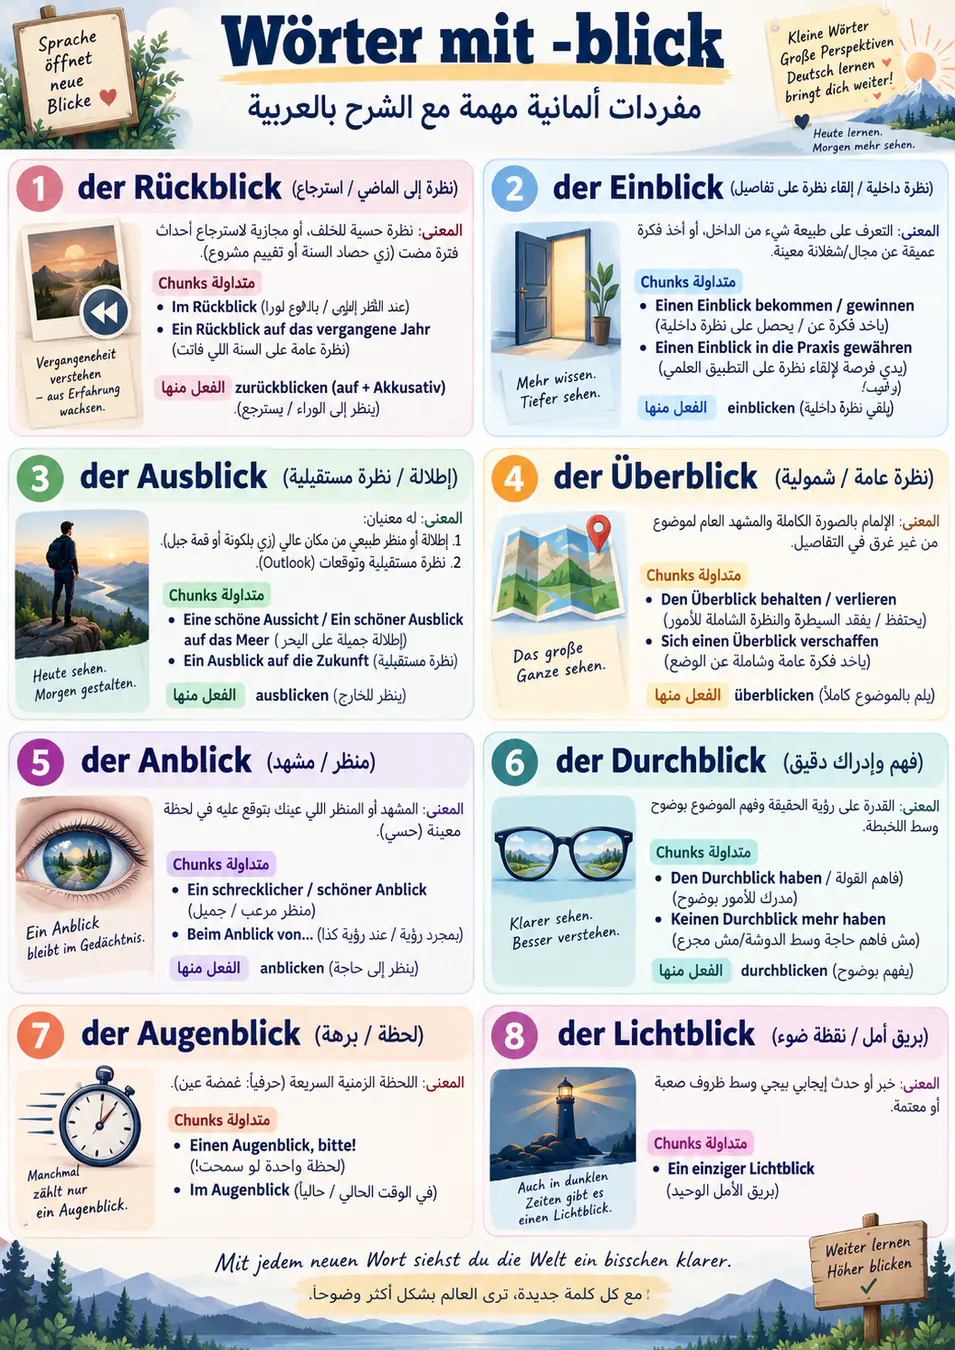 Sprache
öffnet
neue
Blicke
Wörter mit -blick
مفردات ألمانية مهمة مع الشرح بالعربية
Kleine Wörter
Große Perspektiven
Deutsch lernen
bringt dich weiter!
Heute lernen.
Morgen mehr sehen.
1 der Rückblick (نظرة إلى الماضي / استرجاع)
المعنى: نظرة حسية للخلف، أو مجازية لاسترجاع أحداث
فترة مضت (زي حصاد السنة أو تقييم مشروع).
Chunks متداولة
• Im Rückblick (عند النظر /
• Ein Rückblick auf das vergangene Jahr
(نظرة عامة على السنة اللي فاتت)
الفعل منها zurückblicken (auf + Akkusativ)
(ينظر إلى الوراء / يسترجع).
Vergangeneheit
verstehen
– aus Erfahrung
wachsen.
2 der Einblick (نظرة داخلية / إلقاء نظرة على تفاصيل)
المعنى: التعرف على طبيعة شيء من الداخل، أو أخذ فكرة
عميقة عن مجال/شغلانة معينة.
Chunks متداولة
• Einen Einblick bekommen / gewinnen
(ياخد فكرة عن / يحصل على نظرة داخلية)
• Einen Einblick in die Praxis gewähren
(يدي فرصة لإلقاء نظرة على التطبيق العلمي)
الفعل منها einblicken (يلقي نظرة داخلية).
Mehr wissen.
Tiefer sehen.
3 der Ausblick (إطلالة / نظرة مستقبلية)
المعنى: له معنيان:
1. إطلالة أو منظر طبيعي من مكان عالي (زي بلكونة أو قمة جبل).
2. نظرة مستقبلية وتوقعات (Outlook).
Chunks متداولة
• Eine schöne Aussicht / Ein schöner Ausblick
auf das Meer (إطلالة جميلة على البحر)
• Ein Ausblick auf die Zukunft (نظرة مستقبلية)
الفعل منها ausblicken (ينظر للخارج)
Heute sehen.
Morgen gestalten.
4 der Überblick (نظرة عامة / شمولية)
المعنى: الإلمام بالصورة الكاملة والمشهد العام لموضوع
من غير غرق في التفاصيل.
Chunks متداولة
• Den Überblick behalten / verlieren
(يحتفظ / يفقد السيطرة والنظرة الشاملة للأمور)
• Sich einen Überblick verschaffen
(ياخد فكرة عامة وشاملة عن الوضع)
الفعل منها überblicken (يلم بالموضوع كاملاً)
Das große
Ganze sehen.
5 der Anblick (منظر / مشهد)
المعنى: المشهد أو المنظر اللي عينك بتوقع عليه في لحظة
معينة (حسي).
Chunks متداولة
• Ein schrecklicher / schöner Anblick
(منظر مرعب / جميل)
• Beim Anblick von... (بمجرد رؤية / عند رؤية كذا)
الفعل منها anblicken (ينظر إلى حاجة)
Ein Anblick
bleibt im Gedächtnis.
6 der Durchblick (فهم وإدراك دقيق)
المعنى: القدرة على رؤية الحقيقة وفهم الموضوع بوضوح
وسط اللخبطة.
Chunks متداولة
• Den Durchblick haben / (فاهم القولة
(مدرك للأمور بوضوح)
• Keinen Durchblick mehr haben
(مش فاهم حاجة وسط الدوشة/مش مجرع)
الفعل منها durchblicken (يفهم بوضوح)
Klarer sehen.
Besser verstehen.
7 der Augenblick (لحظة / برهة)
المعنى: اللحظة الزمنية السريعة (حرفياً: غمضة عين).
Chunks متداولة
• Einen Augenblick, bitte!
(لحظة واحدة لو سمحت!)
• Im Augenblick (في الوقت الحالي / حالياً)
Manchmal
zählt nur
ein Augenblick.
8 der Lichtblick (بريق أمل / نقطة ضوء)
المعنى: خبر أو حدث إيجابي بيجي وسط ظروف صعبة
أو معتمة.
Chunks متداولة
• Ein einziger Lichtblick
(بريق الأمل الوحيد)
Auch in dunklen
Zeiten gibt es
einen Lichtblick.
Mit jedem neuen Wort siehst du die Welt ein bisschen klarer.
مع كل كلمة جديدة، ترى العالم بشكل أكثر وضوحاً.
Weiter lernen
Höher blicken